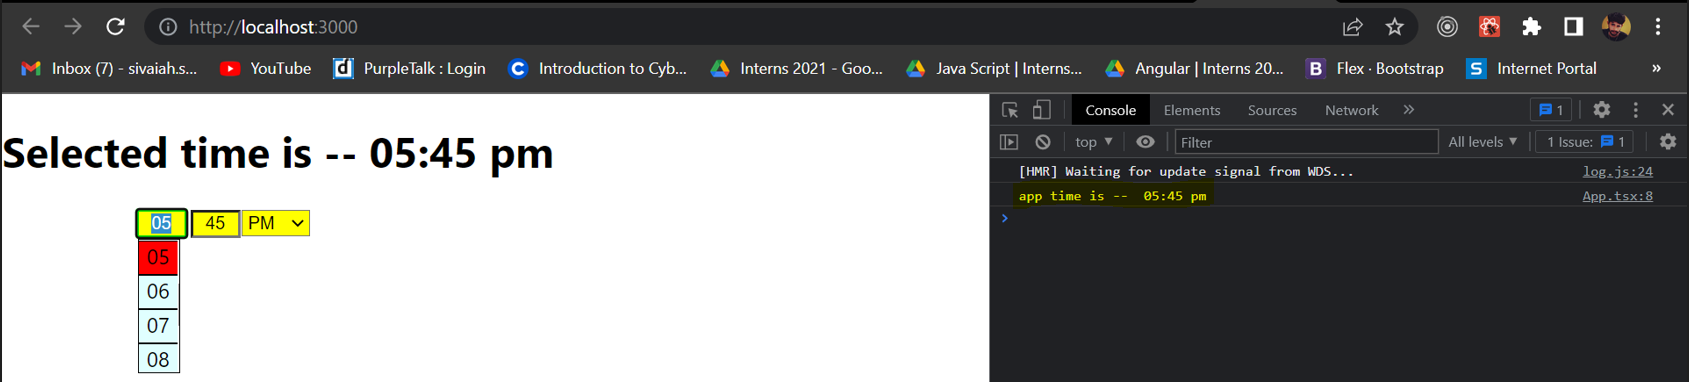 http://localhost:3000
Inbox (7) - sivaiah.s... YouTube PurpleTalk : Login Introduction to Cyb... Interns 2021 - Goo... Java Script | Interns... Angular | Interns 20... Flex · Bootstrap Internet Portal »
Console Elements Sources Network » 1
top Filter All levels 1 Issue: 1
[HMR] Waiting for update signal from WDS... log.js:24
app time is -- 05:45 pm App.tsx:8
Selected time is -- 05:45 pm
05 45 PM
05
06
07
08